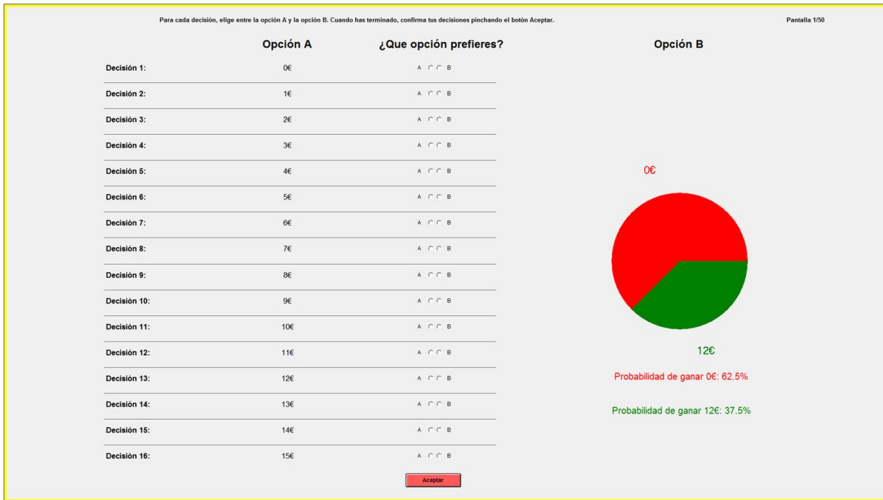 Para cada decisión, elige entre la opción A y la opción B. Cuando has terminado, confirma tus decisiones pinchando el botón Aceptar.
Pantalla 1/50
Opción A
¿Que opción prefieres?
Opción B
Decisión 1: 0€ A B
Decisión 2: 1€ A B
Decisión 3: 2€ A B
Decisión 4: 3€ A B
Decisión 5: 4€ A B
Decisión 6: 5€ A B
Decisión 7: 6€ A B
Decisión 8: 7€ A B
Decisión 9: 8€ A B
Decisión 10: 9€ A B
Decisión 11: 10€ A B
Decisión 12: 11€ A B
Decisión 13: 12€ A B
Decisión 14: 13€ A B
Decisión 15: 14€ A B
Decisión 16: 15€ A B
0€
12€
Probabilidad de ganar 0€: 62.5%
Probabilidad de ganar 12€: 37.5%
Aceptar